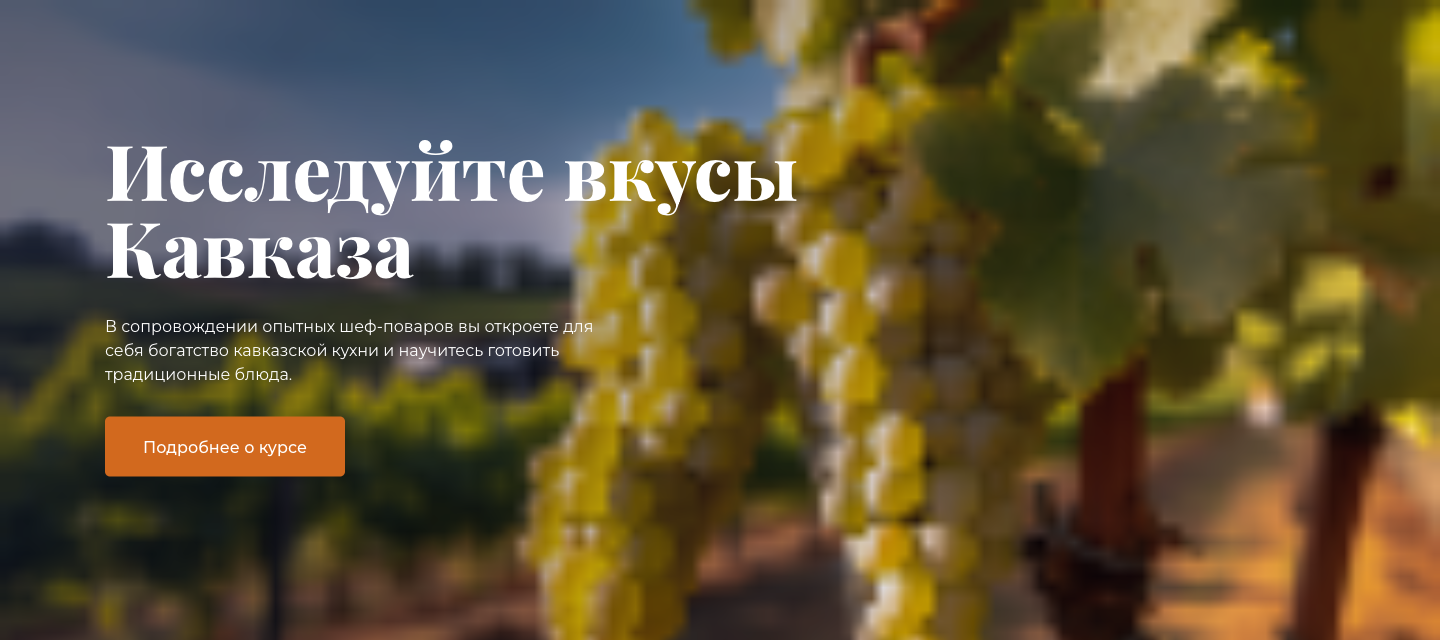 Исследуйте вкусы
Кавказа
В сопровождении опытных шеф-поваров вы откроете для
себя богатство кавказской кухни и научитесь готовить
традиционные блюда.
Подробнее о курсе